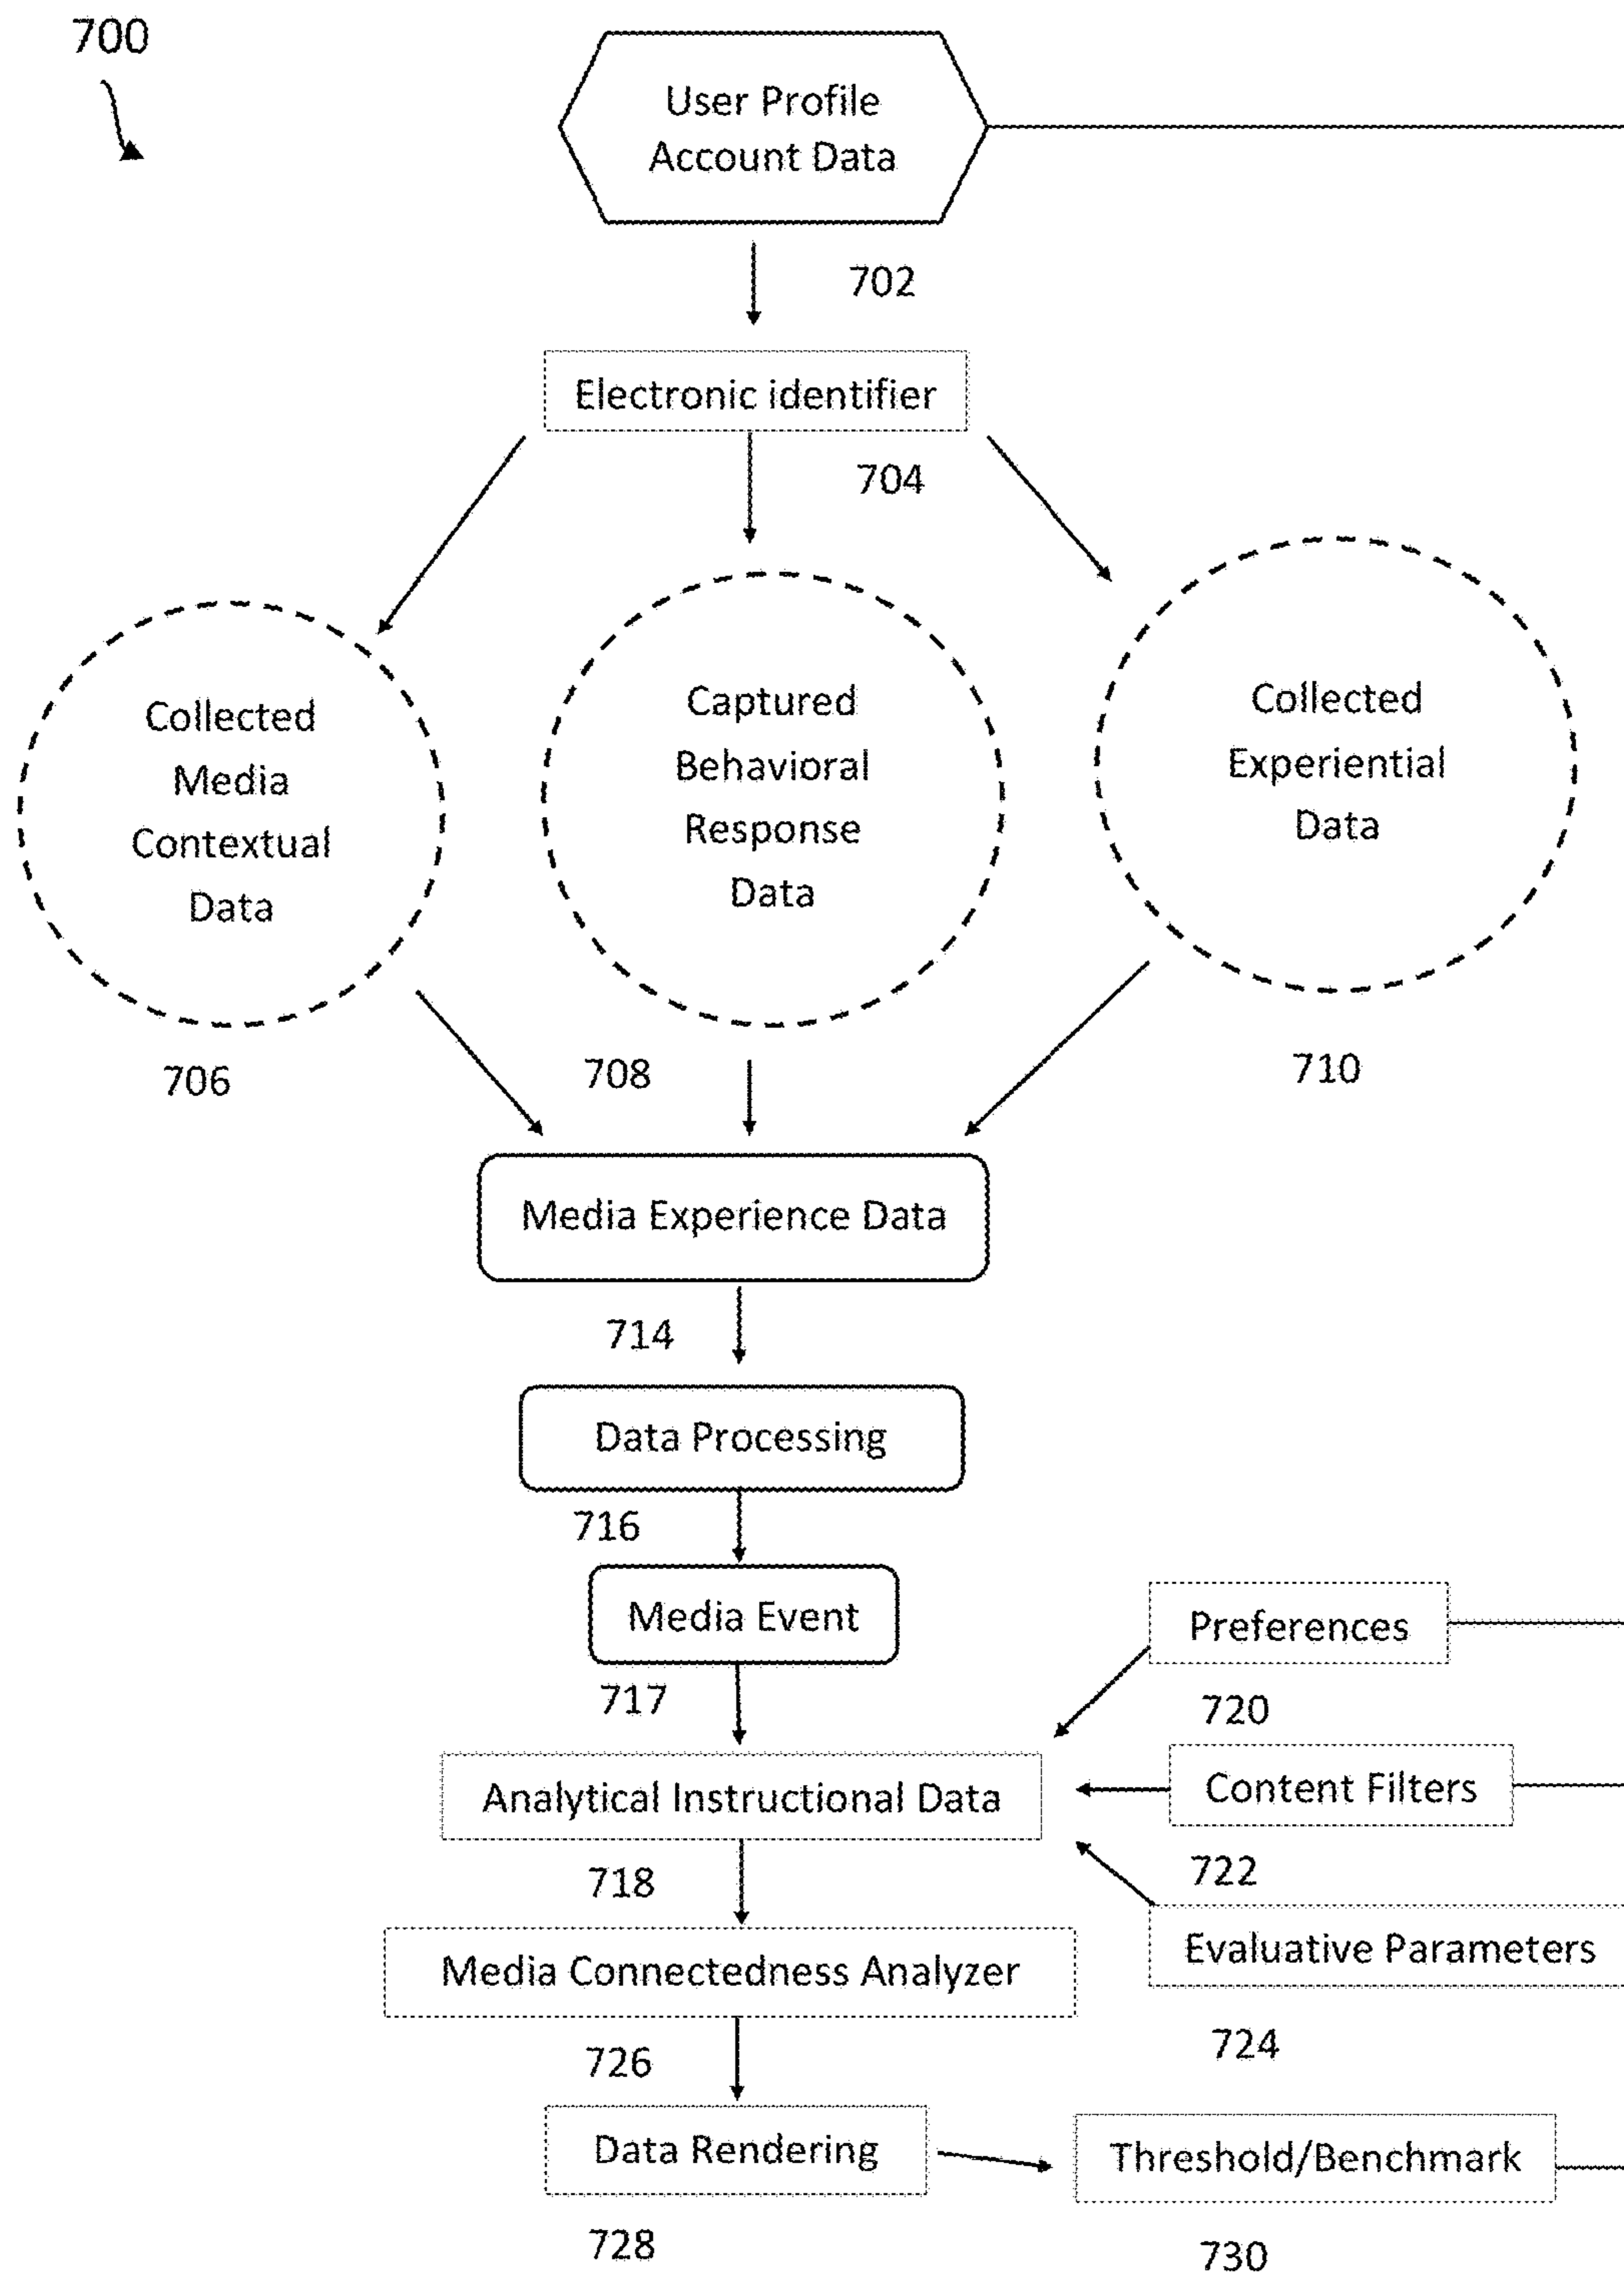 700
User Profile
Account Data
702
Electronic identifier
704
Collected
Media
Contextual
Data
706
Captured
Behavioral
Response
Data
708
Collected
Experiential
Data
710
Media Experience Data
714
Data Processing
716
Media Event
717
Preferences
720
Analytical Instructional Data
718
Content Filters
722
Evaluative Parameters
724
Media Connectedness Analyzer
726
Data Rendering
728
Threshold/Benchmark
730